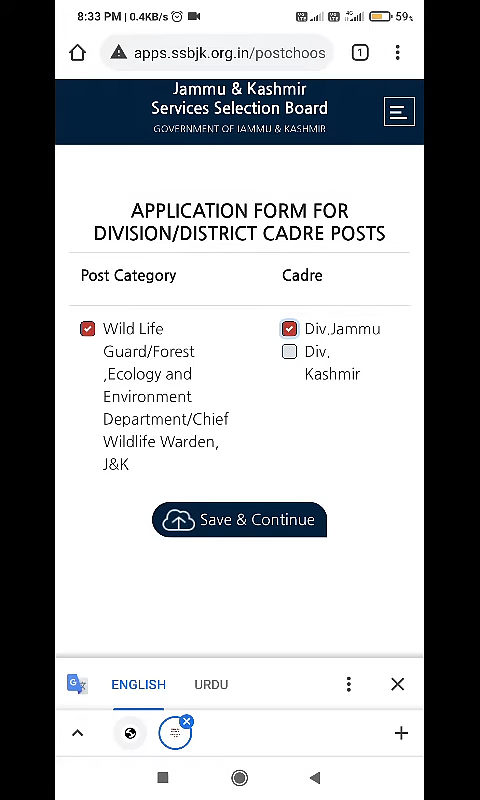 8:33 PM | 0.4KB/s
59%
apps.ssbjk.org.in/postchoos
1
Jammu & Kashmir
Services Selection Board
GOVERNMENT OF JAMMU & KASHMIR
APPLICATION FORM FOR
DIVISION/DISTRICT CADRE POSTS
Post Category
Cadre
Wild Life
Guard/Forest
,Ecology and
Environment
Department/Chief
Wildlife Warden,
J&K
Div.Jammu
Div.
Kashmir
Save & Continue
ENGLISH
URDU